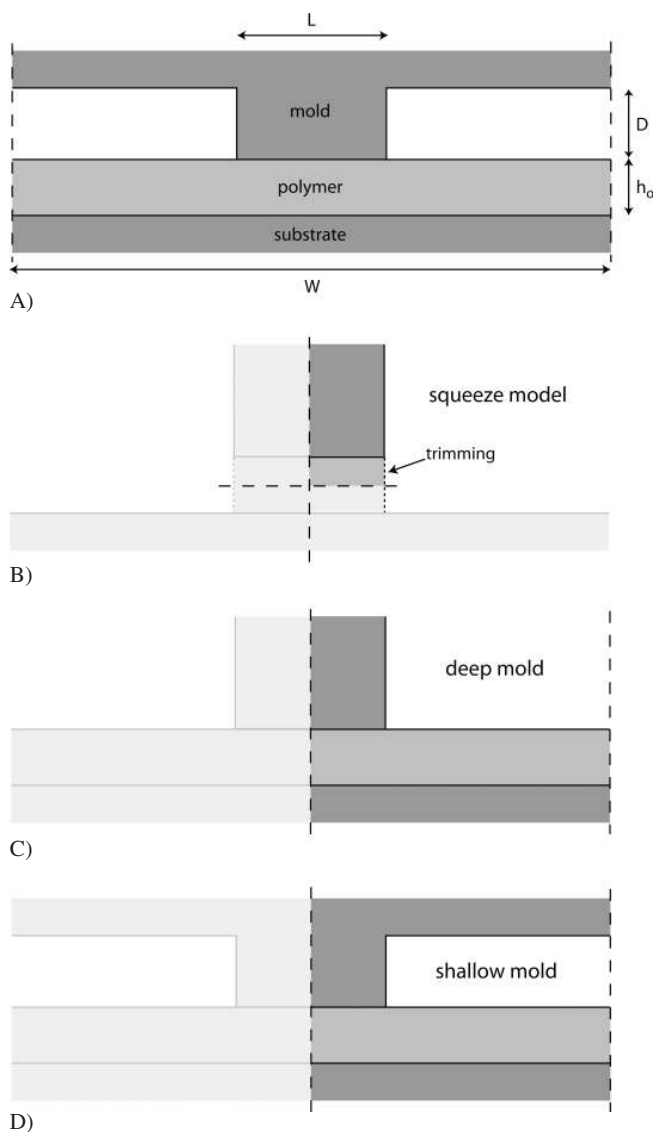 L
mold
D
polymer
h₀
substrate
W
A)
squeeze model
trimming
B)
deep mold
C)
shallow mold
D)